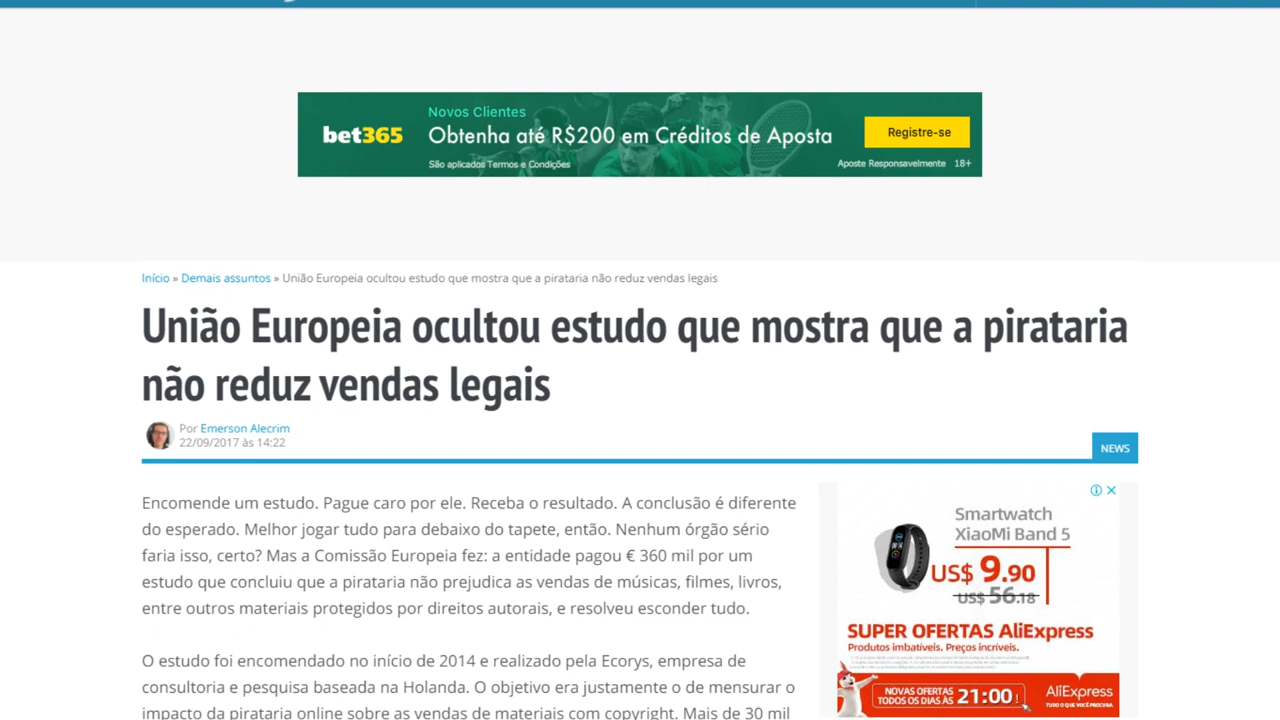 Novos Clientes
bet365
Obtenha até R$200 em Créditos de Aposta
Registre-se
São aplicados Termos e Condições
Aposte Responsavelmente 18+
Início » Demais assuntos » União Europeia ocultou estudo que mostra que a pirataria não reduz vendas legais
União Europeia ocultou estudo que mostra que a pirataria
não reduz vendas legais
Por Emerson Alecrim
22/09/2017 às 14:22
NEWS
Encomende um estudo. Pague caro por ele. Receba o resultado. A conclusão é diferente
do esperado. Melhor jogar tudo para debaixo do tapete, então. Nenhum órgão sério
faria isso, certo? Mas a Comissão Europeia fez: a entidade pagou € 360 mil por um
estudo que concluiu que a pirataria não prejudica as vendas de músicas, filmes, livros,
entre outros materiais protegidos por direitos autorais, e resolveu esconder tudo.
O estudo foi encomendado no início de 2014 e realizado pela Ecorys, empresa de
consultoria e pesquisa baseada na Holanda. O objetivo era justamente o de mensurar o
impacto da pirataria online sobre as vendas de materiais com copyright. Mais de 30 mil
Smartwatch
XiaoMi Band 5
US$ 9.90
US$ 56.18
SUPER OFERTAS AliExpress
Produtos imbatíveis. Preços incríveis.
NOVAS OFERTAS
TODOS OS DIAS ÀS 21:00!
AliExpress
TUDO O QUE VOCÊ PROCURA